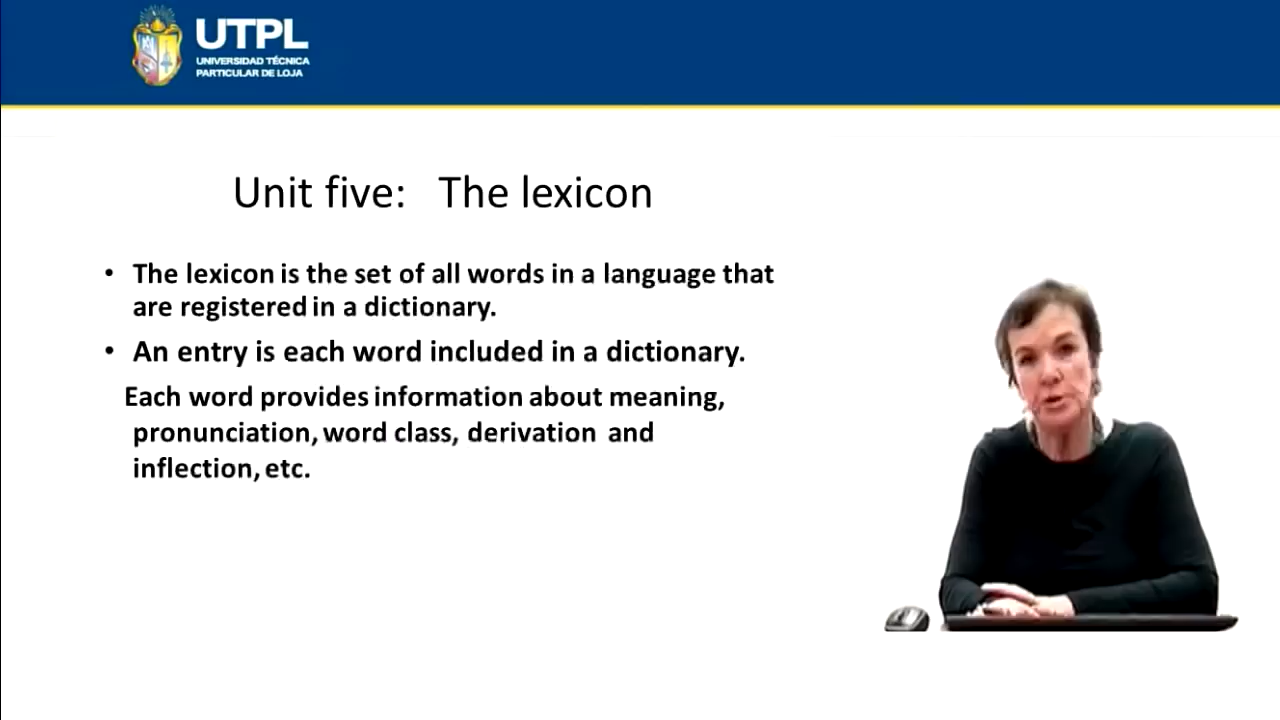 UTPL
UNIVERSIDAD TÉCNICA
PARTICULAR DE LOJA
Unit five: The lexicon
• The lexicon is the set of all words in a language that
are registered in a dictionary.
• An entry is each word included in a dictionary.
Each word provides information about meaning,
pronunciation, word class, derivation and
inflection, etc.